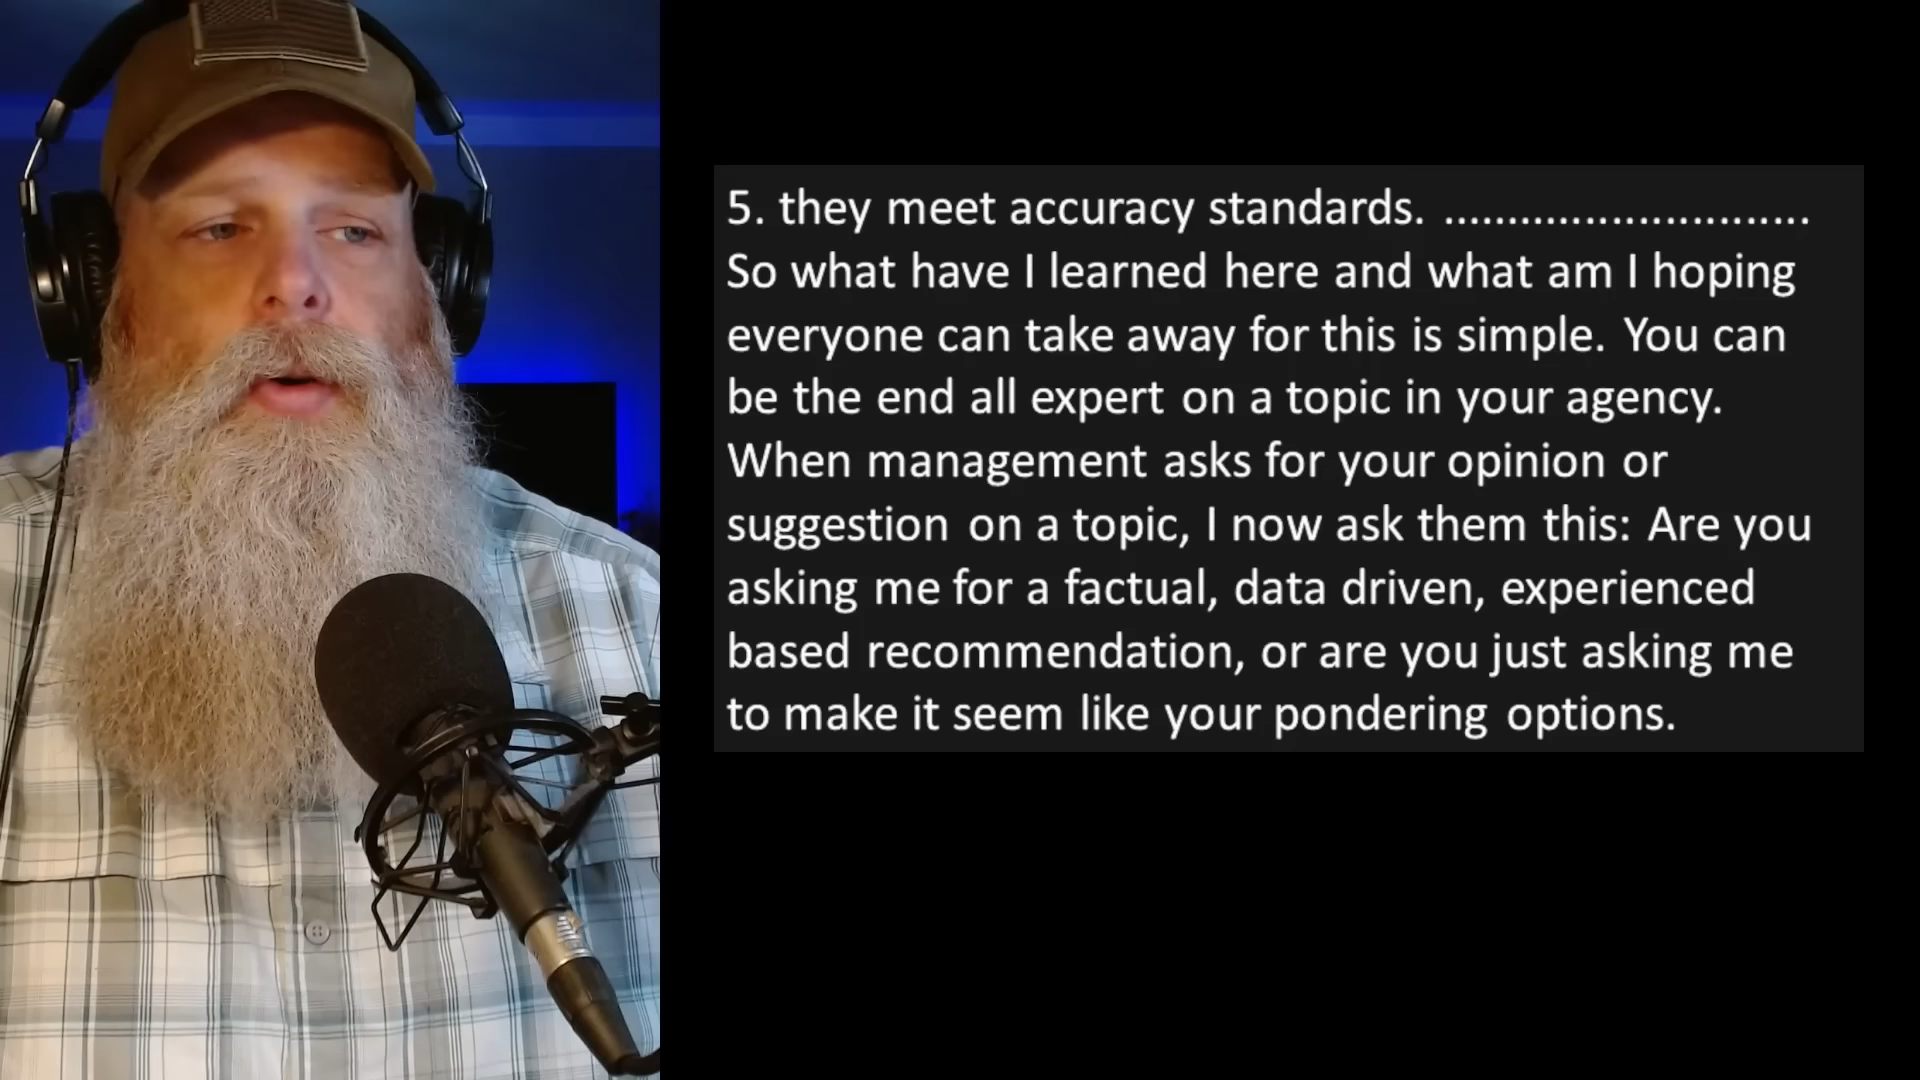 5. they meet accuracy standards. .............................
So what have I learned here and what am I hoping
everyone can take away for this is simple. You can
be the end all expert on a topic in your agency.
When management asks for your opinion or
suggestion on a topic, I now ask them this: Are you
asking me for a factual, data driven, experienced
based recommendation, or are you just asking me
to make it seem like your pondering options.